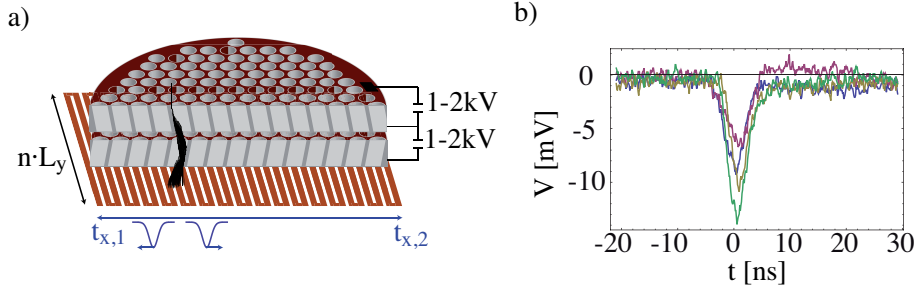 a)
1-2kV
1-2kV
n·L_y
t_x,1
t_x,2
b)
V [mV]
0
-5
-10
-20
-10
0
10
20
30
t [ns]